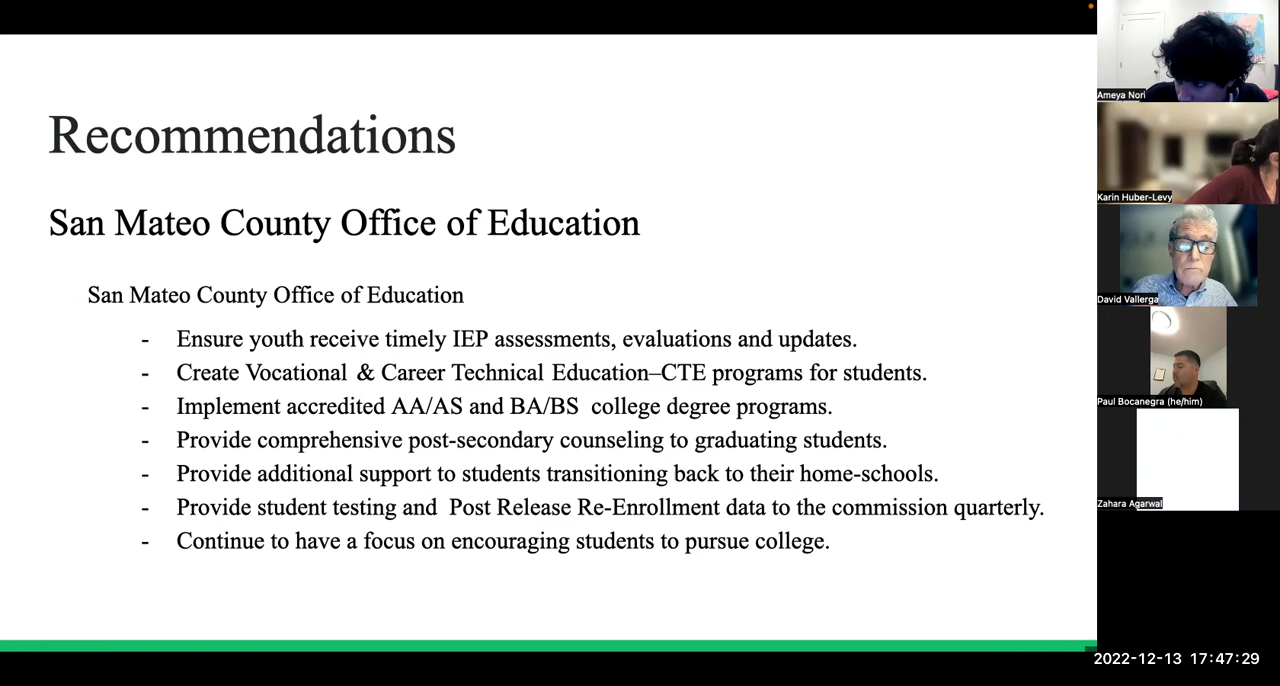 Recommendations
San Mateo County Office of Education
San Mateo County Office of Education
- Ensure youth receive timely IEP assessments, evaluations and updates.
- Create Vocational & Career Technical Education–CTE programs for students.
- Implement accredited AA/AS and BA/BS college degree programs.
- Provide comprehensive post-secondary counseling to graduating students.
- Provide additional support to students transitioning back to their home-schools.
- Provide student testing and Post Release Re-Enrollment data to the commission quarterly.
- Continue to have a focus on encouraging students to pursue college.
Ameya Nori
Karin Huber-Levy
David Vallerga
Paul Bocanegra (he/him)
Zahara Agarwal
2022-12-13 17:47:29